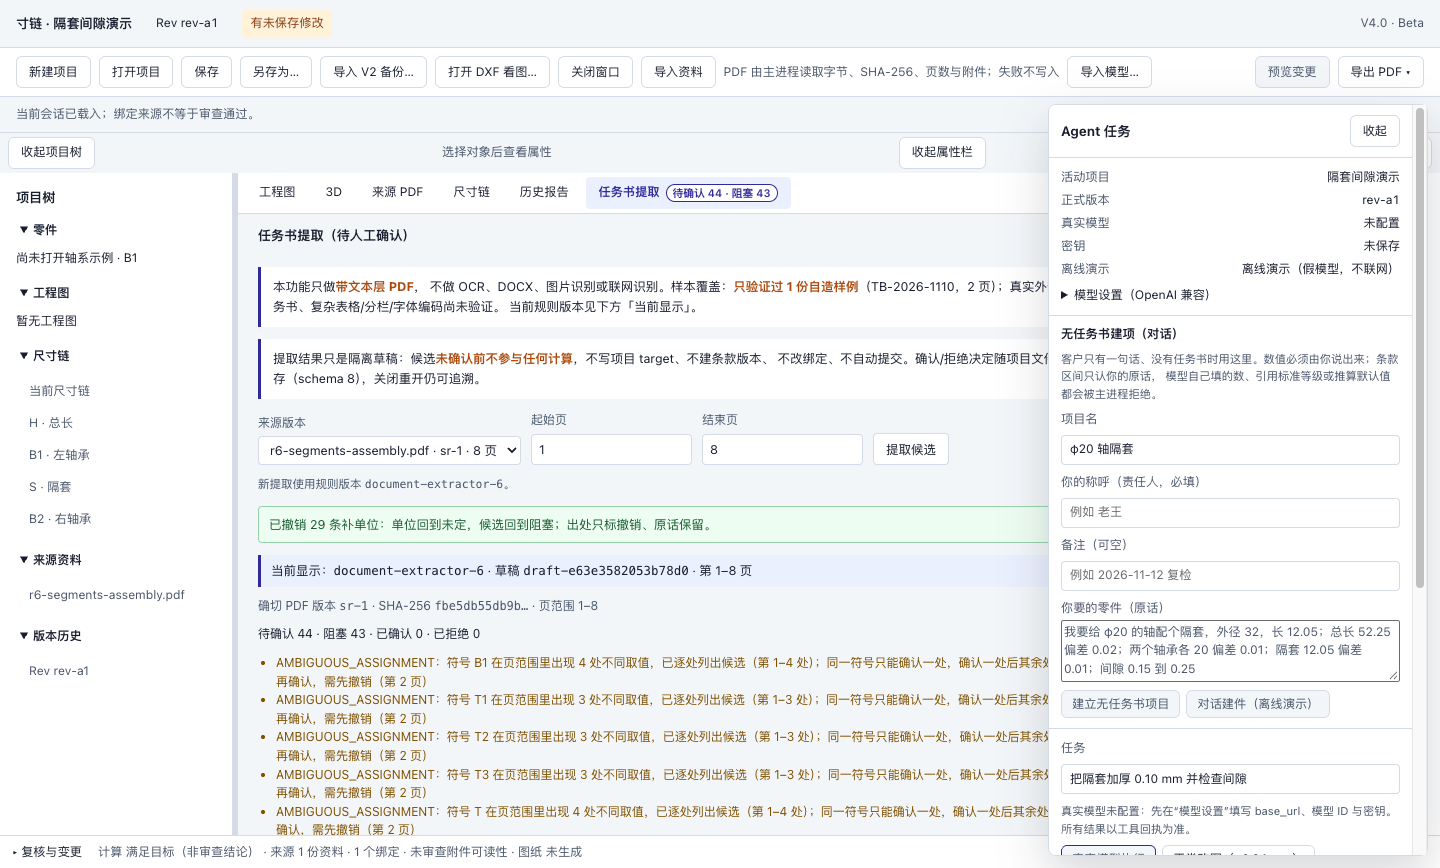 寸链 · 隔套间隙演示 Rev rev-a1 有未保存修改 V4.0 · Beta
新建项目 打开项目 保存 另存为... 导入 V2 备份... 打开 DXF 看图... 关闭窗口 导入资料 PDF 由主进程读取字节、SHA-256、页数与附件；失败不写入 导入模型... 预览变更 导出 PDF ▾
当前会话已载入；绑定来源不等于审查通过。
收起项目树 选择对象后查看属性 收起属性栏
项目树
▼ 零件
尚未打开轴系示例 · B1
▼ 工程图
暂无工程图
▼ 尺寸链
当前尺寸链
H · 总长
B1 · 左轴承
S · 隔套
B2 · 右轴承
▼ 来源资料
r6-segments-assembly.pdf
▼ 版本历史
Rev rev-a1
工程图 3D 来源 PDF 尺寸链 历史报告 任务书提取 待确认 44 · 阻塞 43
任务书提取（待人工确认）
本功能只做带文本层 PDF， 不做 OCR、DOCX、图片识别或联网识别。样本覆盖：只验证过 1 份自造样例（TB-2026-1110，2 页）；真实外
务书、复杂表格/分栏/字体编码尚未验证。 当前规则版本见下方「当前显示」。
提取结果只是隔离草稿：候选未确认前不参与任何计算，不写项目 target、不建条款版本、 不改绑定、不自动提交。确认/拒绝决定随项目文
存（schema 8），关闭重开仍可追溯。
来源版本 起始页 结束页
r6-segments-assembly.pdf · sr-1 · 8 页 1 8 提取候选
新提取使用规则版本 document-extractor-6。
已撤销 29 条补单位：单位回到未定，候选回到阻塞；出处只标撤销、原话保留。
当前显示：document-extractor-6 · 草稿 draft-e63e3582053b78d0 · 第 1–8 页
确切 PDF 版本 sr-1 · SHA-256 fbe5db55db9b… · 页范围 1–8
待确认 44 · 阻塞 43 · 已确认 0 · 已拒绝 0
• AMBIGUOUS_ASSIGNMENT：符号 B1 在页范围里出现 4 处不同取值，已逐处列出候选（第 1–4 处）；同一符号只能确认一处，确认一处后其余处
再确认，需先撤销（第 2 页）
• AMBIGUOUS_ASSIGNMENT：符号 T1 在页范围里出现 3 处不同取值，已逐处列出候选（第 1–3 处）；同一符号只能确认一处，确认一处后其余处
再确认，需先撤销（第 2 页）
• AMBIGUOUS_ASSIGNMENT：符号 T2 在页范围里出现 3 处不同取值，已逐处列出候选（第 1–3 处）；同一符号只能确认一处，确认一处后其余处
再确认，需先撤销（第 2 页）
• AMBIGUOUS_ASSIGNMENT：符号 T3 在页范围里出现 3 处不同取值，已逐处列出候选（第 1–3 处）；同一符号只能确认一处，确认一处后其余处
再确认，需先撤销（第 2 页）
• AMBIGUOUS_ASSIGNMENT：符号 T 在页范围里出现 4 处不同取值，已逐处列出候选（第 1–4 处）；同一符号只能确认一处，确认一处后其余处
确认，需先撤销（第 2 页）
Agent 任务 收起
活动项目 隔套间隙演示
正式版本 rev-a1
真实模型 未配置
密钥 未保存
离线演示 离线演示（假模型，不联网）
▶ 模型设置（OpenAI 兼容）
无任务书建项（对话）
客户只有一句话、没有任务书时用这里。数值必须由你说出来；条款
区间只认你的原话， 模型自己填的数、引用标准等级或推算默认值
都会被主进程拒绝。
项目名
φ20 轴隔套
你的称呼（责任人，必填）
例如 老王
备注（可空）
例如 2026-11-12 复检
你要的零件（原话）
我要给 φ20 的轴配个隔套，外径 32，长 12.05；总长 52.25
偏差 0.02；两个轴承各 20 偏差 0.01；隔套 12.05 偏差
0.01；间隙 0.15 到 0.25
建立无任务书项目 对话建件（离线演示）
任务
把隔套加厚 0.10 mm 并检查间隙
真实模型未配置：先在“模型设置”填写 base_url、模型 ID 与密钥。
所有结果以工具回执为准。
▸ 复核与变更 计算 满足目标（非审查结论） · 来源 1 份资料 · 1 个绑定 · 未审查附件可读性 · 图纸 未生成